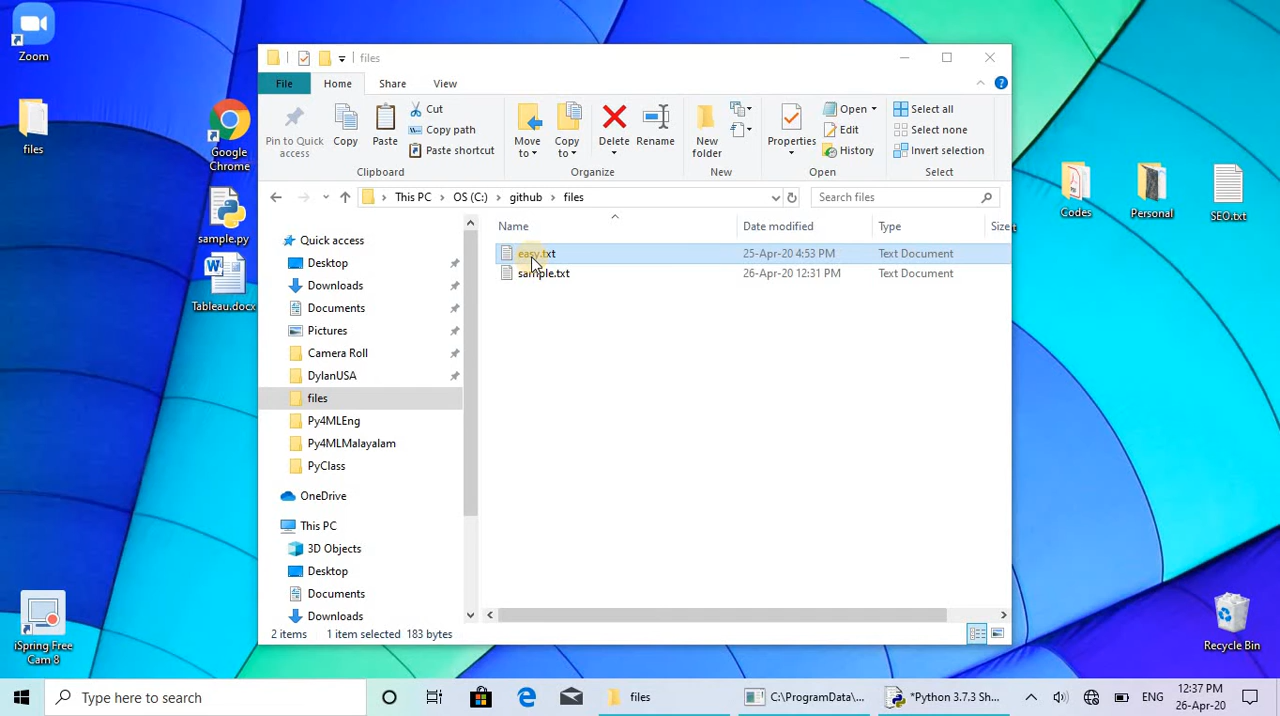 Zoom
files
Google
Chrome
sample.py
Tableau.docx
iSpring Free
Cam 8
files
File
Home
Share
View
Pin to Quick
access
Copy
Paste
Cut
Copy path
Paste shortcut
Clipboard
Move
to
Copy
to
Delete
Rename
Organize
New
folder
New
Properties
Open
Edit
History
Open
Select all
Select none
Invert selection
Select
This PC
OS (C:)
github
files
Search files
Quick access
Desktop
Downloads
Documents
Pictures
Camera Roll
DylanUSA
files
Py4MLEng
Py4MLMalayalam
PyClass
OneDrive
This PC
3D Objects
Desktop
Documents
Downloads
Name
Date modified
Type
Size
easy.txt
25-Apr-20 4:53 PM
Text Document
sample.txt
26-Apr-20 12:31 PM
Text Document
2 items
1 item selected
183 bytes
Codes
Personal
SEO.txt
Recycle Bin
Type here to search
files
C:\ProgramData\...
*Python 3.7.3 Sh...
ENG
12:37 PM
26-Apr-20